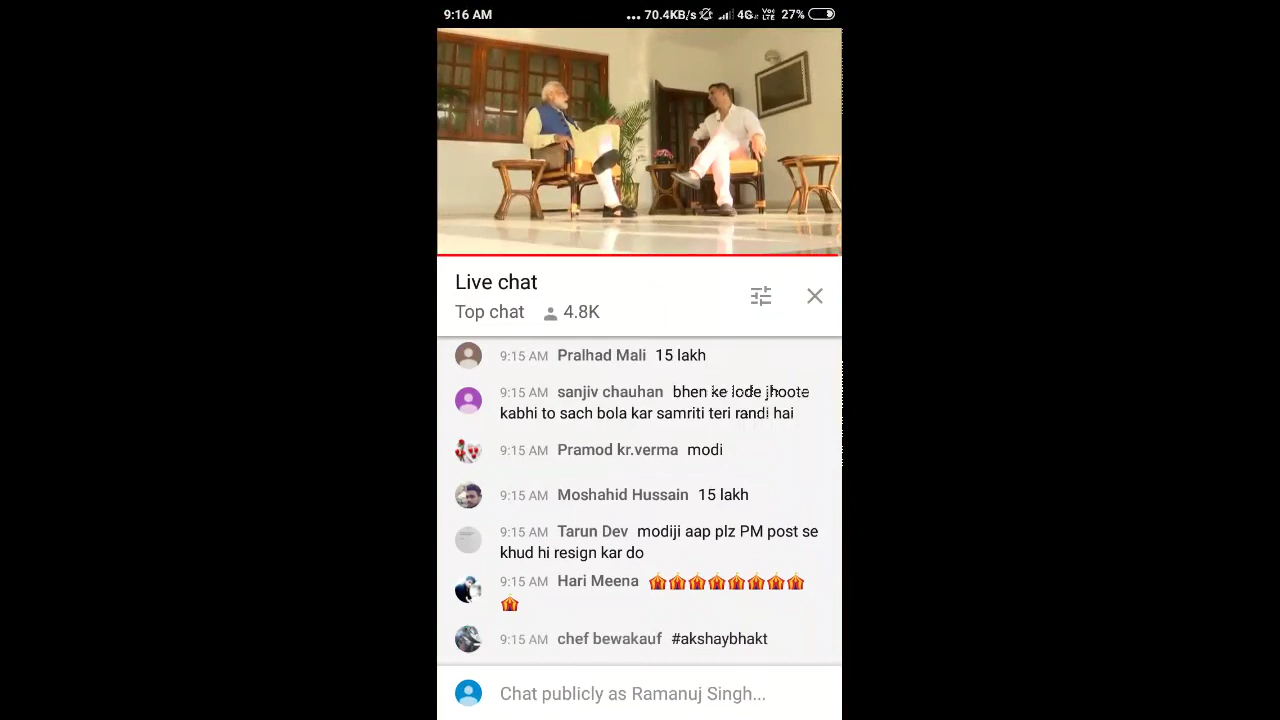 9:16 AM ... 70.4KB/s 4G Vo LTE 27%
Live chat
Top chat 4.8K
9:15 AM Pralhad Mali 15 lakh
9:15 AM sanjiv chauhan bhen ke lode jhoote
kabhi to sach bola kar samriti teri randi hai
9:15 AM Pramod kr.verma modi
9:15 AM Moshahid Hussain 15 lakh
9:15 AM Tarun Dev modiji aap plz PM post se
khud hi resign kar do
9:15 AM Hari Meena 🎪🎪🎪🎪🎪🎪🎪🎪
🎪
9:15 AM chef bewakauf #akshaybhakt
Chat publicly as Ramanuj Singh...